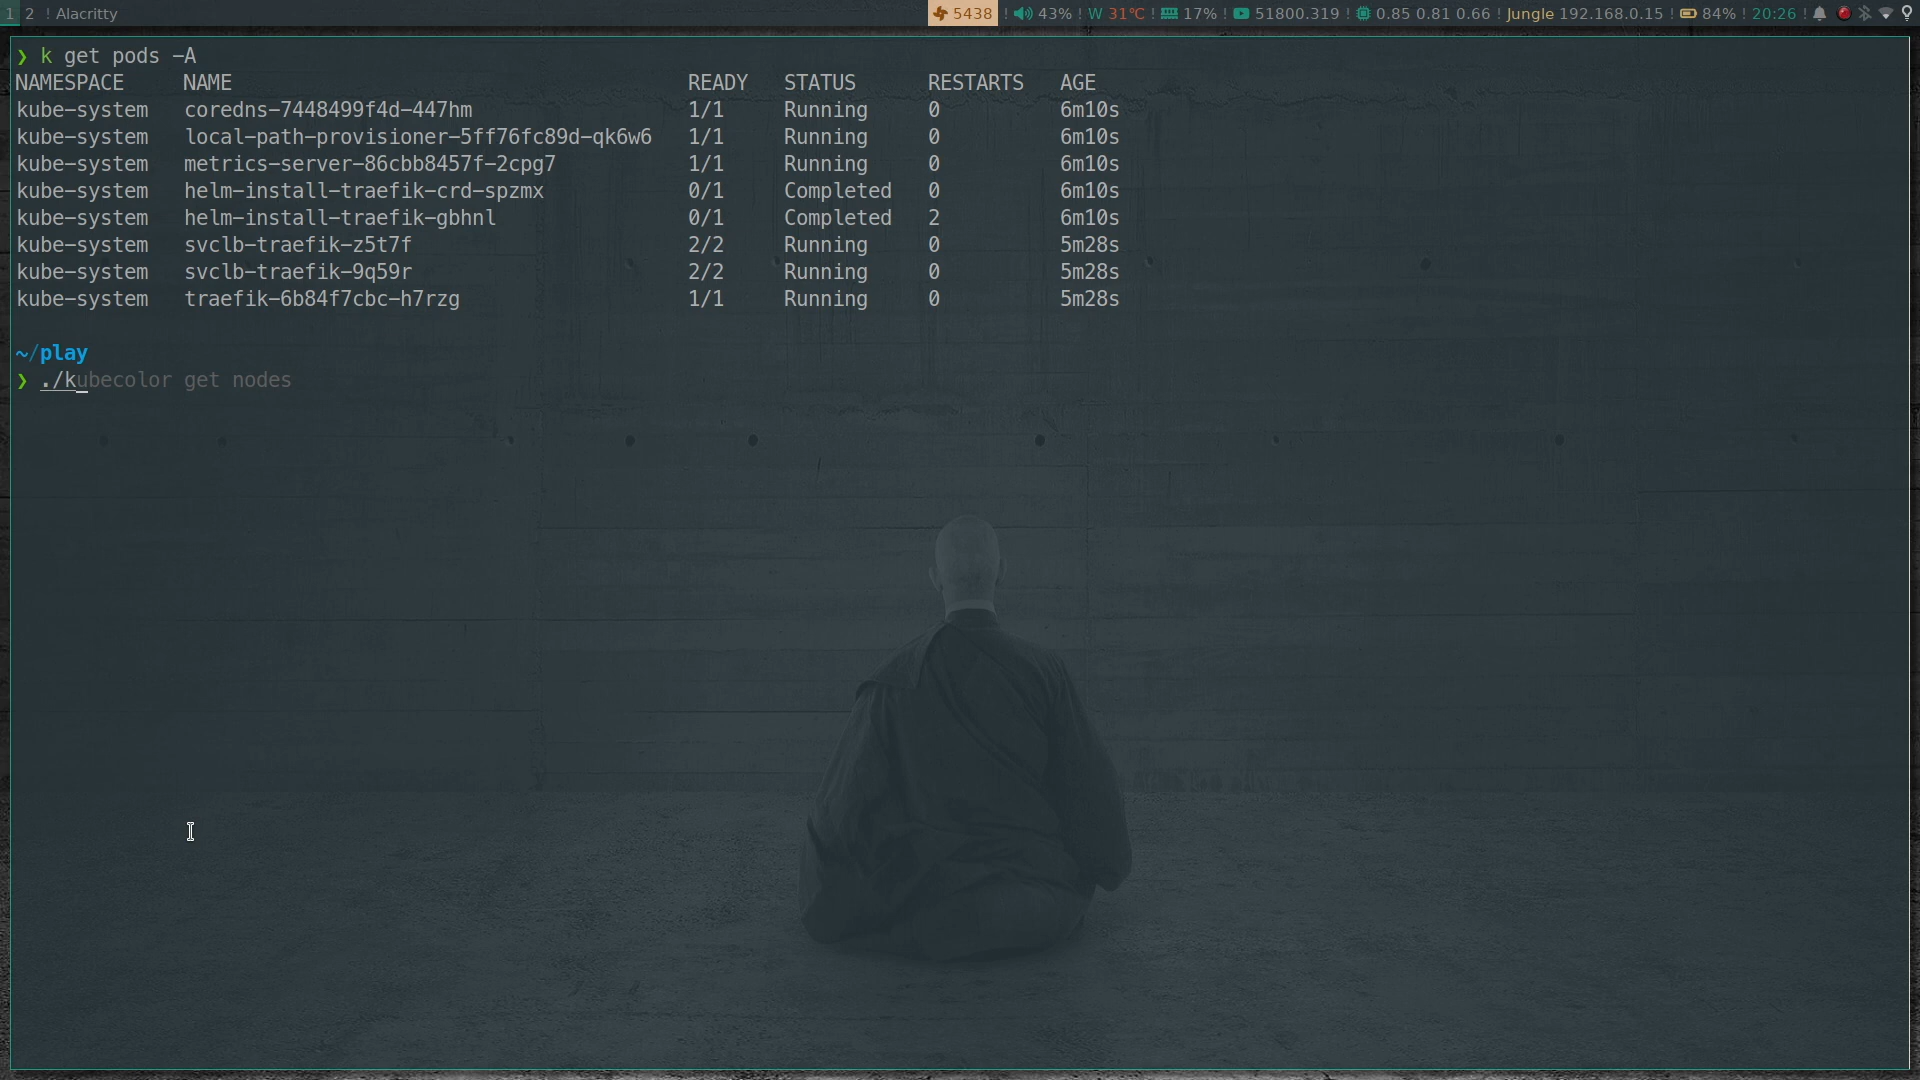 1 2 ! Alacritty 5438 ! 43% ! W 31℃ ! 17% ! 51800.319 ! 0.85 0.81 0.66 ! Jungle 192.168.0.15 ! 84% ! 20:26 !
❯ k get pods -A
NAMESPACE NAME READY STATUS RESTARTS AGE
kube-system coredns-7448499f4d-447hm 1/1 Running 0 6m10s
kube-system local-path-provisioner-5ff76fc89d-qk6w6 1/1 Running 0 6m10s
kube-system metrics-server-86cbb8457f-2cpg7 1/1 Running 0 6m10s
kube-system helm-install-traefik-crd-spzmx 0/1 Completed 0 6m10s
kube-system helm-install-traefik-gbhnl 0/1 Completed 2 6m10s
kube-system svclb-traefik-z5t7f 2/2 Running 0 5m28s
kube-system svclb-traefik-9q59r 2/2 Running 0 5m28s
kube-system traefik-6b84f7cbc-h7rzg 1/1 Running 0 5m28s
~/play
❯ ./kubecolor get nodes